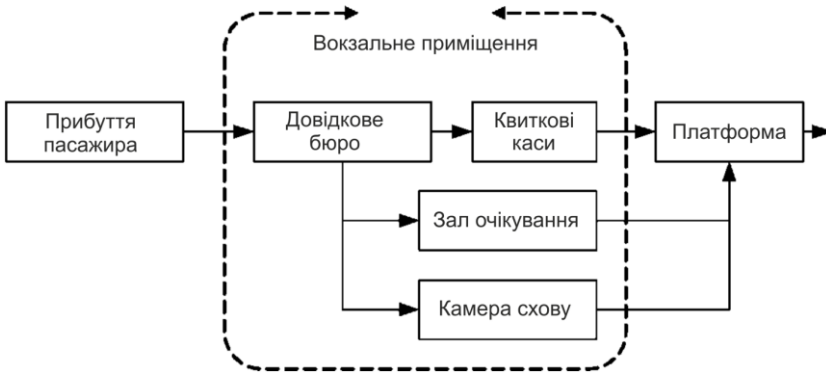 Вокзальне приміщення
Прибуття
пасажира
Довідкове
бюро
Квиткові
каси
Платформа
Зал очікування
Камера схову